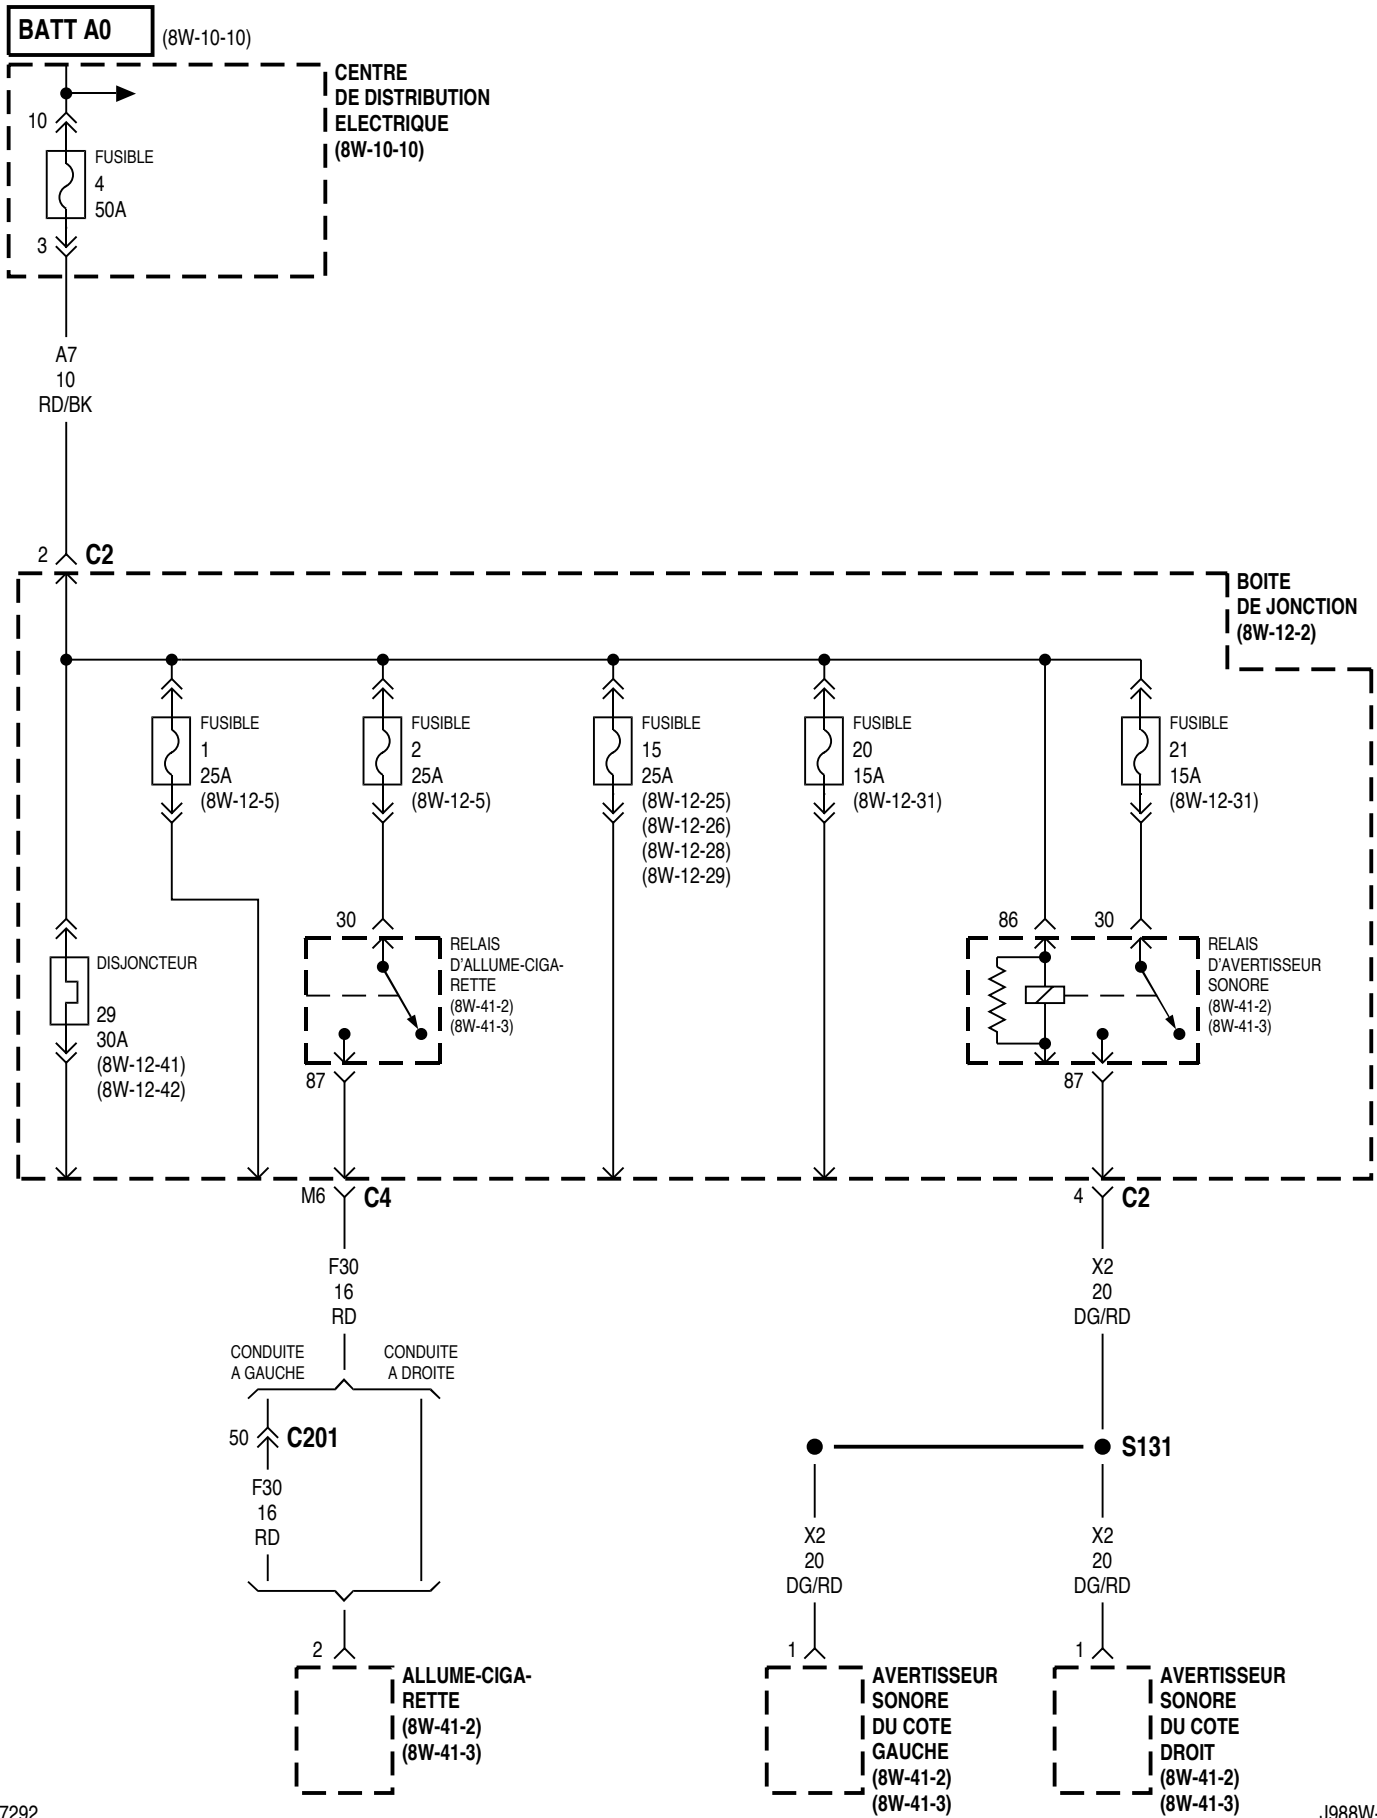 BATT A0
(8W-10-10)
CENTRE
DE DISTRIBUTION
ELECTRIQUE
(8W-10-10)
10
FUSIBLE
4
50A
3
A7
10
RD/BK
2
C2
BOITE
DE JONCTION
(8W-12-2)
FUSIBLE
1
25A
(8W-12-5)
FUSIBLE
2
25A
(8W-12-5)
FUSIBLE
15
25A
(8W-12-25)
(8W-12-26)
(8W-12-28)
(8W-12-29)
FUSIBLE
20
15A
(8W-12-31)
FUSIBLE
21
15A
(8W-12-31)
DISJONCTEUR
29
30A
(8W-12-41)
(8W-12-42)
30
RELAIS
D'ALLUME-CIGA-
RETTE
(8W-41-2)
(8W-41-3)
87
86
30
RELAIS
D'AVERTISSEUR
SONORE
(8W-41-2)
(8W-41-3)
87
M6
C4
4
C2
F30
16
RD
X2
20
DG/RD
CONDUITE
A GAUCHE
CONDUITE
A DROITE
50
C201
F30
16
RD
S131
X2
20
DG/RD
X2
20
DG/RD
2
ALLUME-CIGA-
RETTE
(8W-41-2)
(8W-41-3)
1
AVERTISSEUR
SONORE
DU COTE
GAUCHE
(8W-41-2)
(8W-41-3)
1
AVERTISSEUR
SONORE
DU COTE
DROIT
(8W-41-2)
(8W-41-3)
7292
J988W-